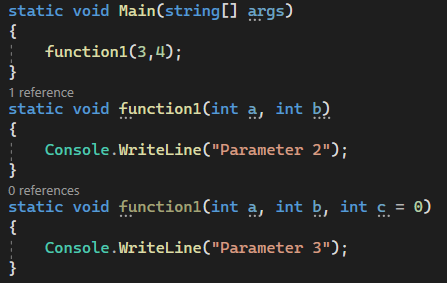 static void Main(string[] args)
{
function1(3,4);
}
1 reference
static void function1(int a, int b)
{
Console.WriteLine("Parameter 2");
}
0 references
static void function1(int a, int b, int c = 0)
{
Console.WriteLine("Parameter 3");
}